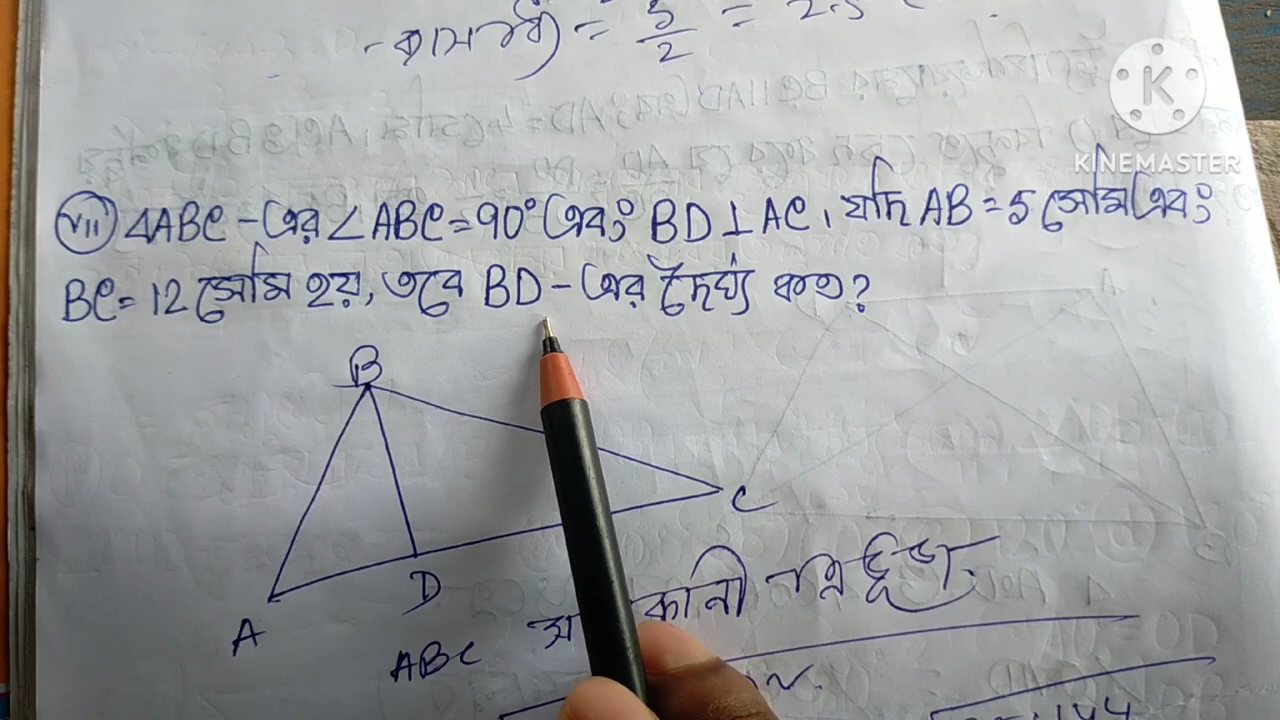 = 5/2 = 2.5
K
KINEMASTER
(vii) △ABC-এর ∠ABC=90° এবং BD⊥AC, যদি AB=5 সেমি এবং
BC=12 সেমি হয়, তবে BD-এর দৈর্ঘ্য কত?
B
C
D
A
ABC